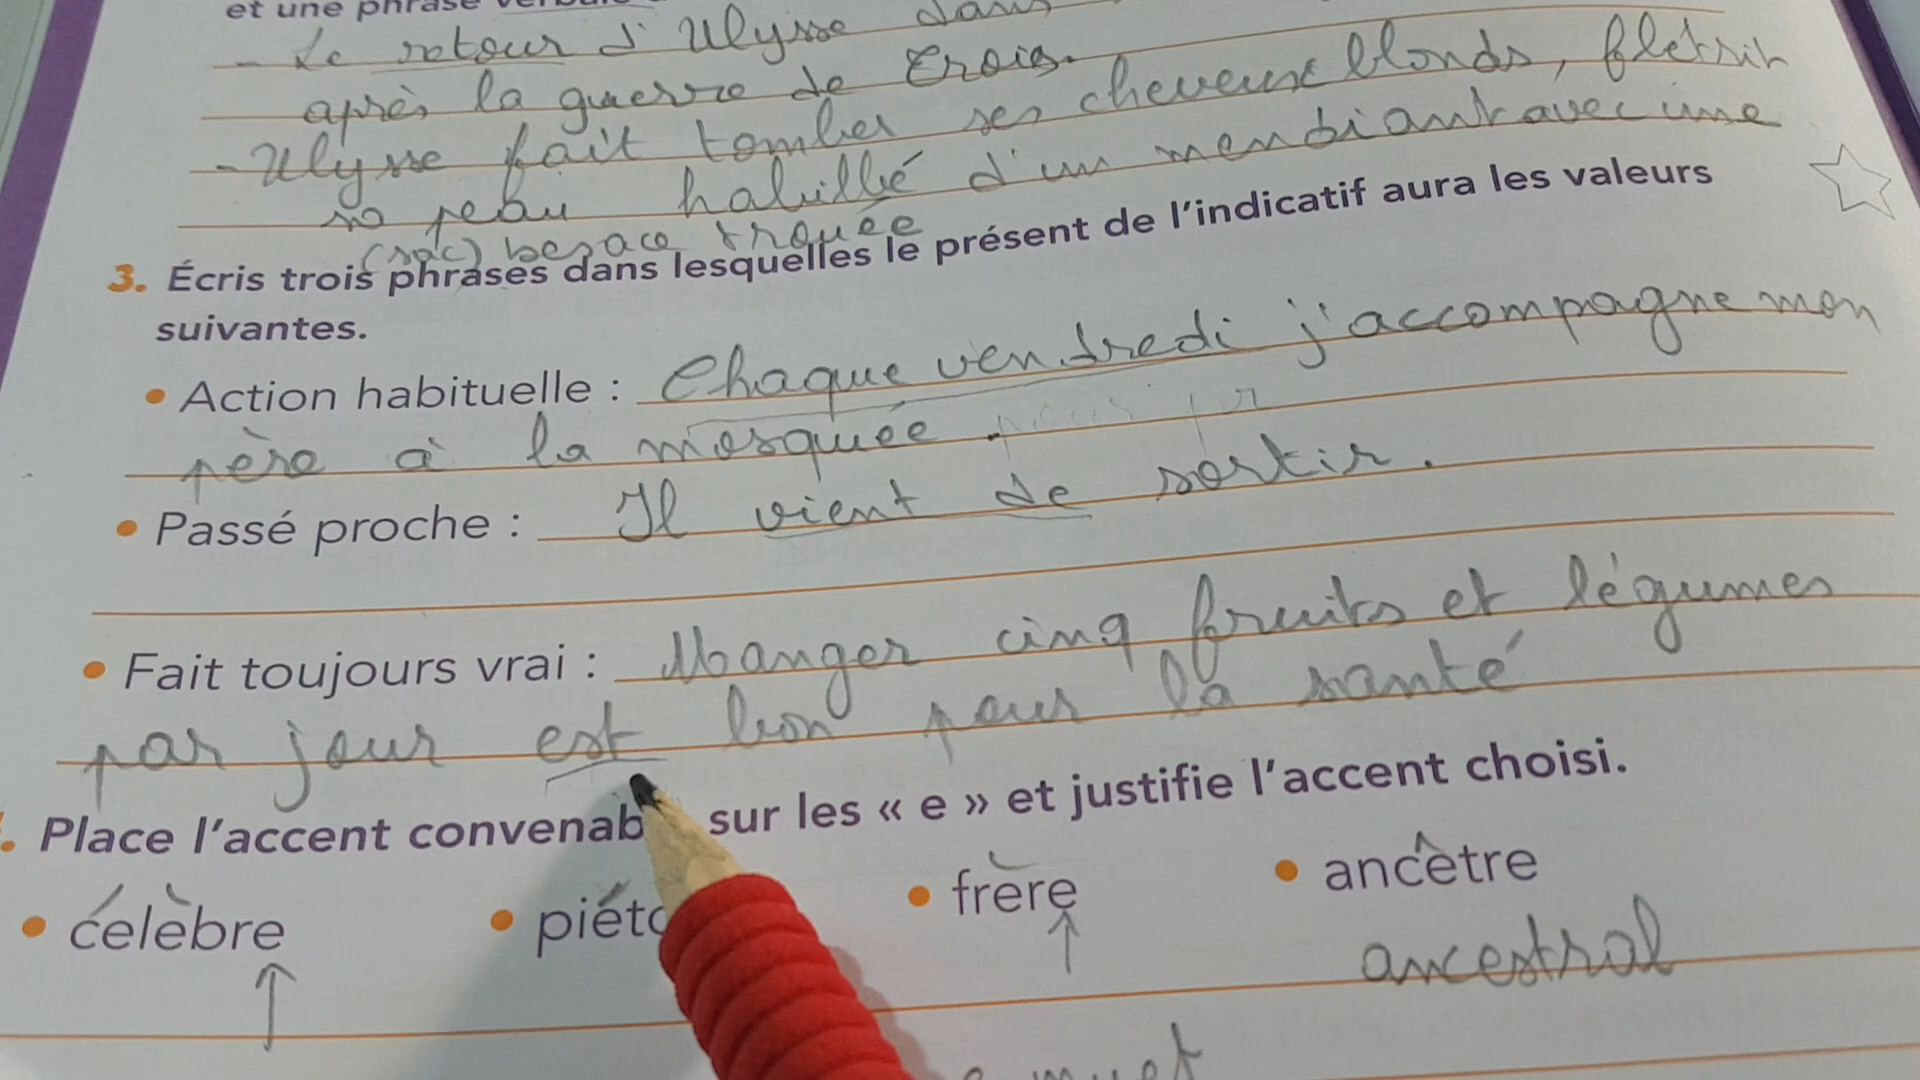 et une phrase
- Le retour d'Ulysse dans
après la guerre de Troie.
- Ulysse fait tomber ses cheveux blonds, flétrir
sa peau habillé d'un mendiant avec une
(sac) besace trouée
3. Écris trois phrases dans lesquelles le présent de l'indicatif aura les valeurs
suivantes.
• Action habituelle : Chaque vendredi j'accompagne mon
père à la mosquée.
• Passé proche : Il vient de sortir.
• Fait toujours vrai : Manger cinq fruits et légumes
par jour est bon pour la santé
. Place l'accent convenab sur les « e » et justifie l'accent choisi.
• célèbre • piéto • frère • ancêtre
ancestral
muet